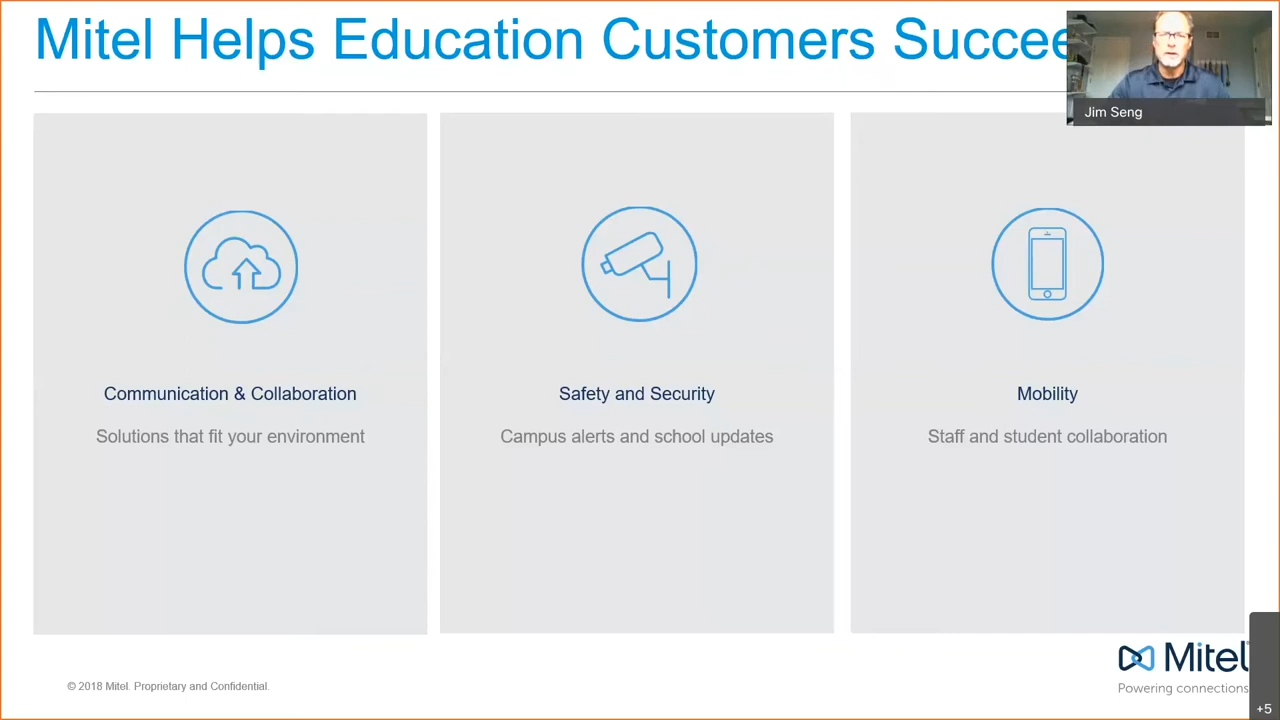 Mitel Helps Education Customers Succee
Jim Seng
Communication & Collaboration
Solutions that fit your environment
Safety and Security
Campus alerts and school updates
Mobility
Staff and student collaboration
© 2018 Mitel. Proprietary and Confidential.
Mitel
Powering connections
+5